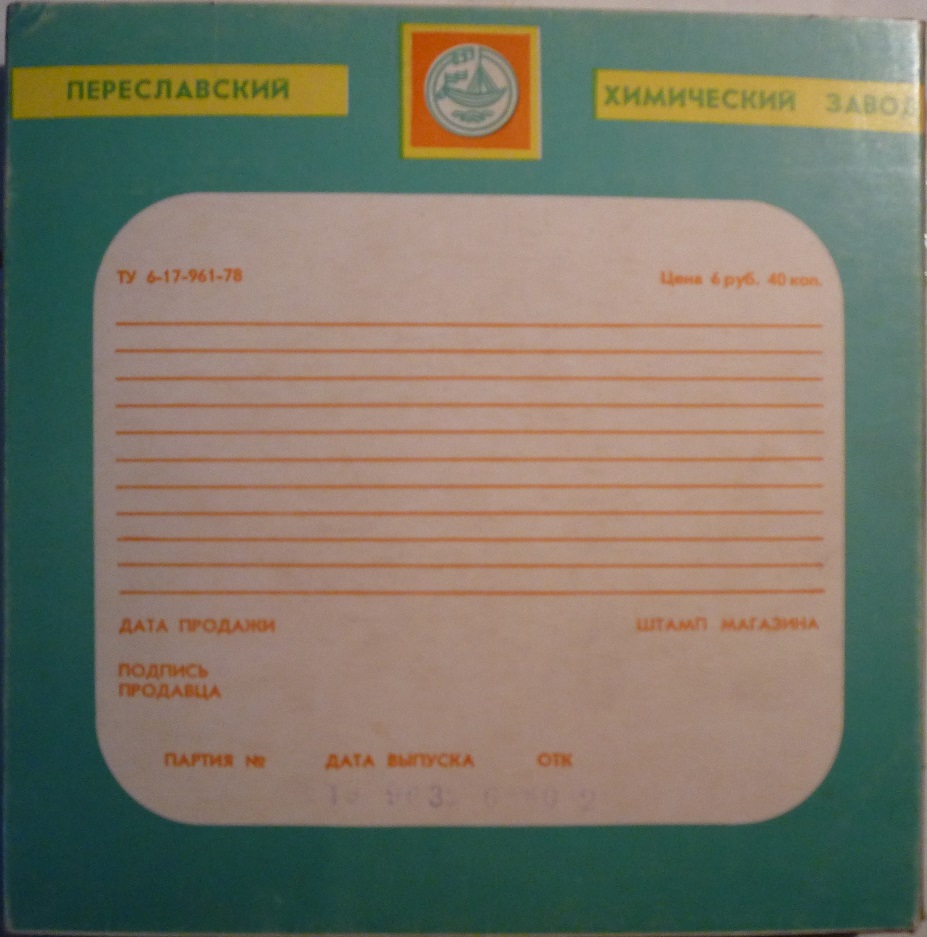 ПЕРЕСЛАВСКИЙ ХИМИЧЕСКИЙ ЗАВОД
ТУ 6-17-961-78 Цена 6 руб. 40 коп.
ДАТА ПРОДАЖИ ШТАМП МАГАЗИНА
ПОДПИСЬ
ПРОДАВЦА
ПАРТИЯ № ДАТА ВЫПУСКА ОТК